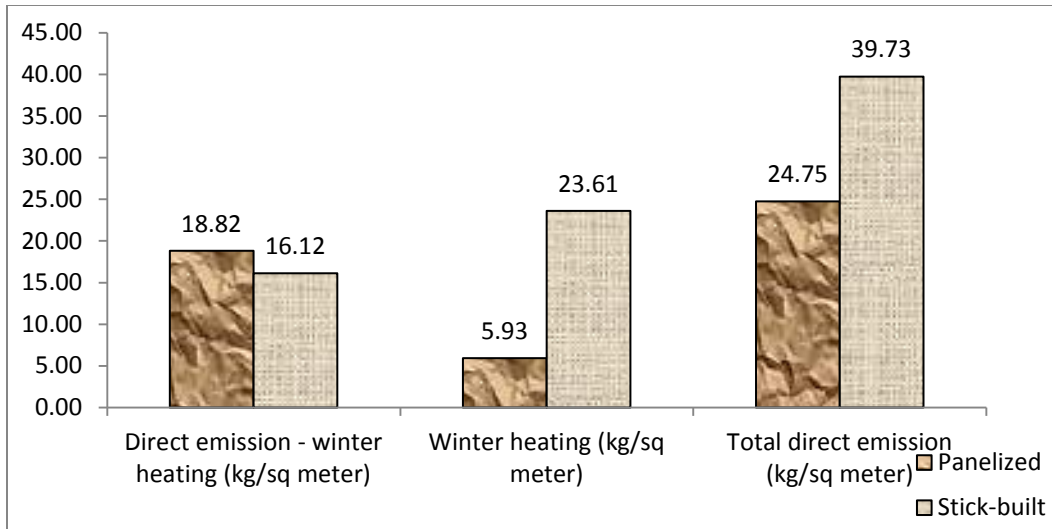 45.00
40.00
35.00
30.00
25.00
20.00
15.00
10.00
5.00
0.00
18.82
16.12
5.93
23.61
24.75
39.73
Direct emission - winter
heating (kg/sq meter)
Winter heating (kg/sq
meter)
Total direct emission
(kg/sq meter)
Panelized
Stick-built